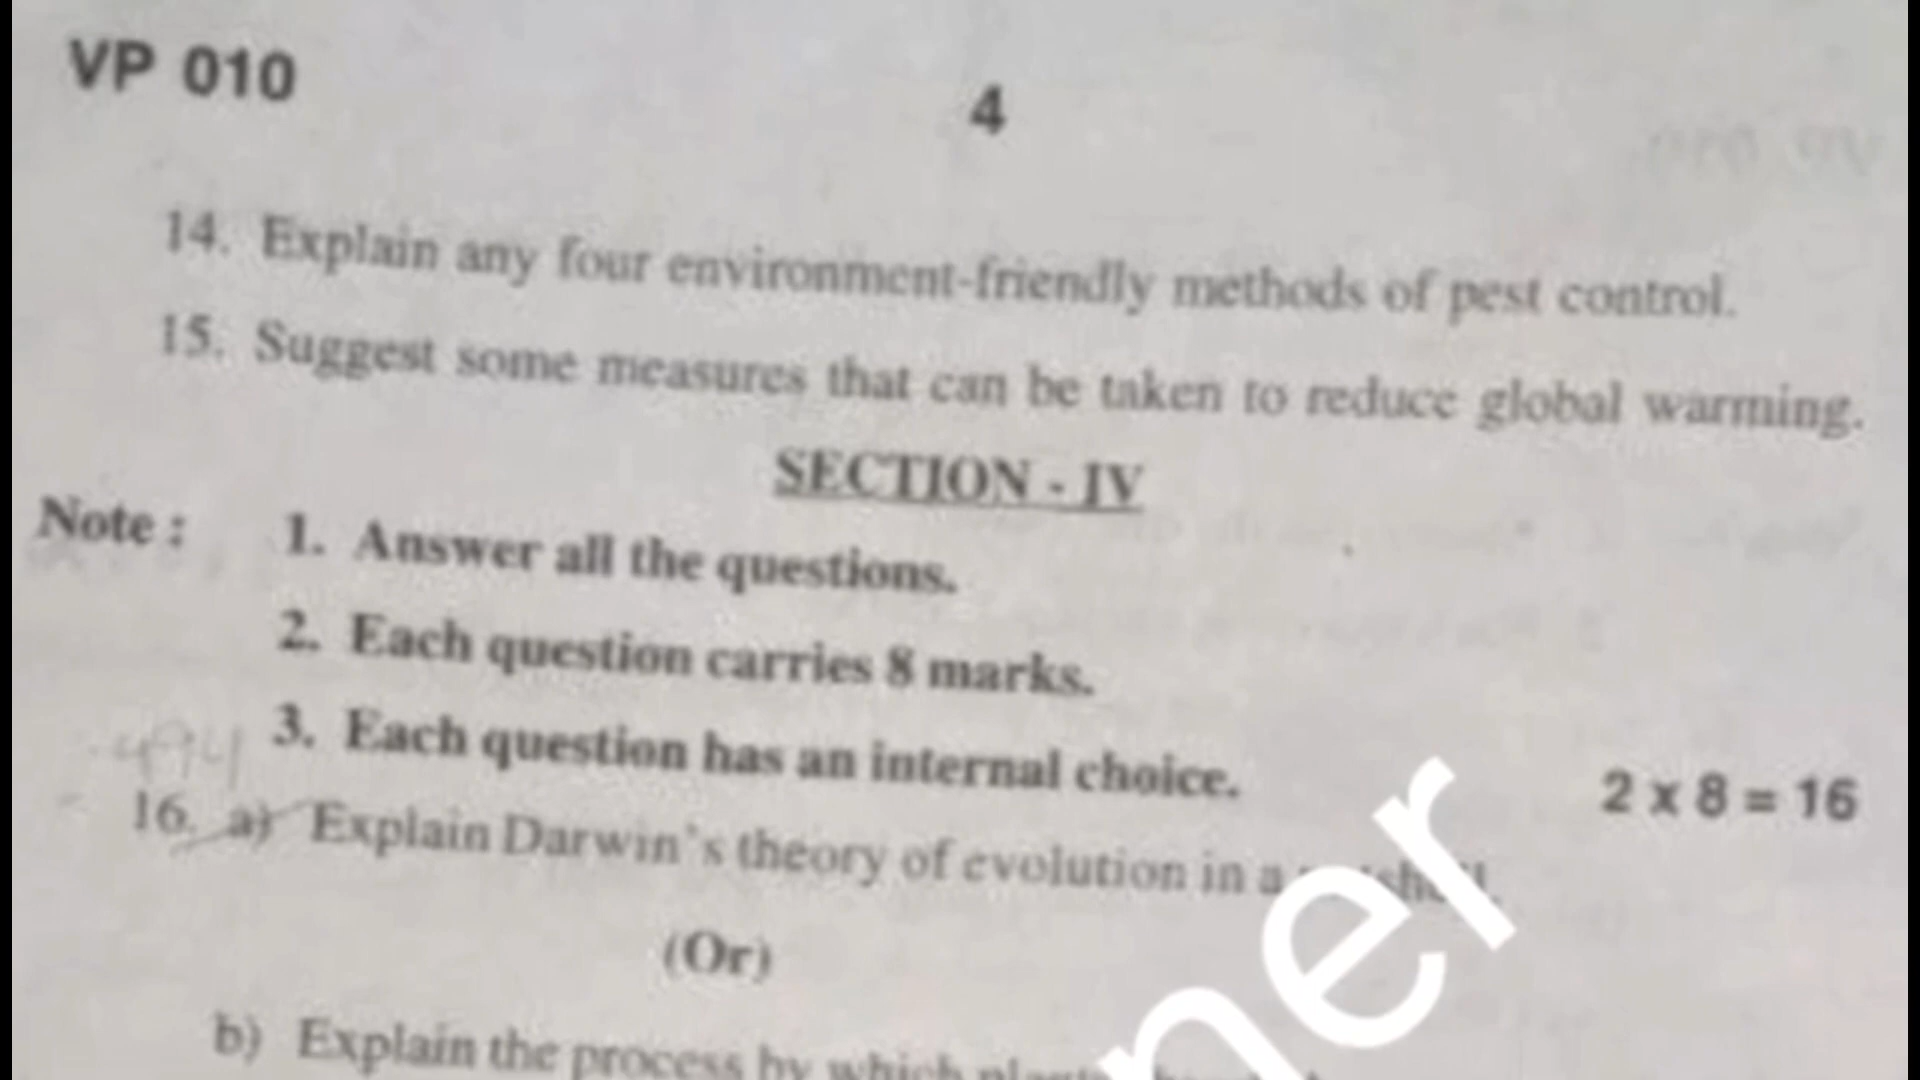 VP 010
4
14. Explain any four environment-friendly methods of pest control.
15. Suggest some measures that can be taken to reduce global warming.
SECTION - IV
Note : 1. Answer all the questions.
2. Each question carries 8 marks.
3. Each question has an internal choice.
2 x 8 = 16
16. a) Explain Darwin's theory of evolution in a
(Or)
b) Explain the process by which
ner